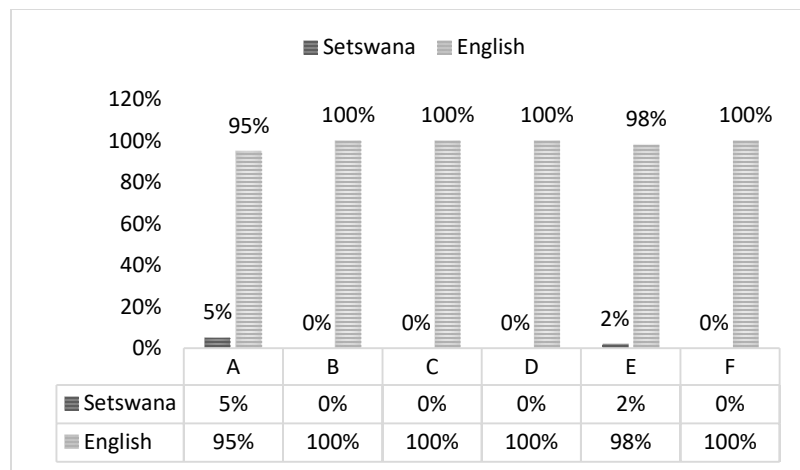 Setswana English
120%
100%
80%
60%
40%
20%
0%
5% 95% 0% 100% 0% 100% 0% 100% 2% 98% 0% 100%
A B C D E F
Setswana 5% 0% 0% 0% 2% 0%
English 95% 100% 100% 100% 98% 100%